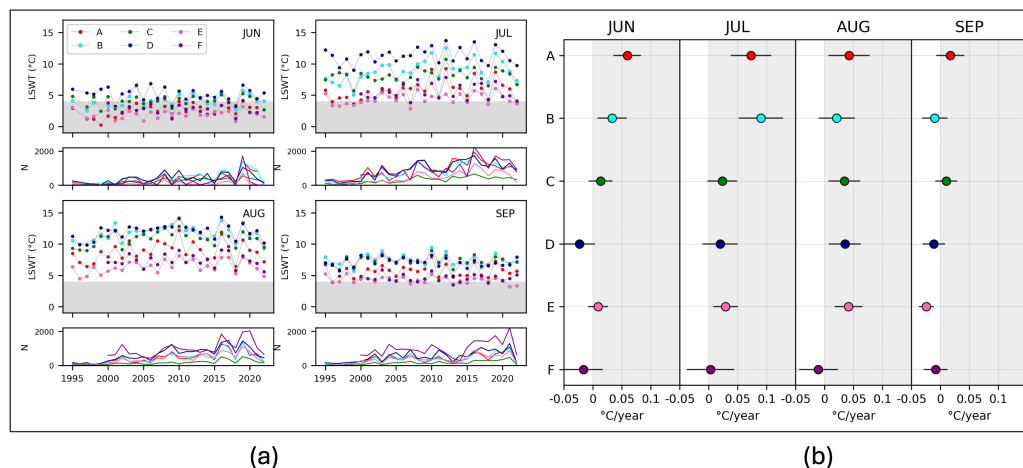 A C E
B D F
JUN
JUL
LSWT (°C)
15
10
5
0
15
10
5
0
N
2000
0
2000
0
N
AUG
SEP
LSWT (°C)
15
10
5
0
15
10
5
0
LSWT (°C)
N
2000
0
2000
0
N
1995 2000 2005 2010 2015 2020
1995 2000 2005 2010 2015 2020
(a)
JUN JUL AUG SEP
A
B
C
D
E
F
-0.05 0 0.05 0.1
-0.05 0 0.05 0.1
-0.05 0 0.05 0.1
-0.05 0 0.05 0.1
°C/year °C/year °C/year °C/year
(b)